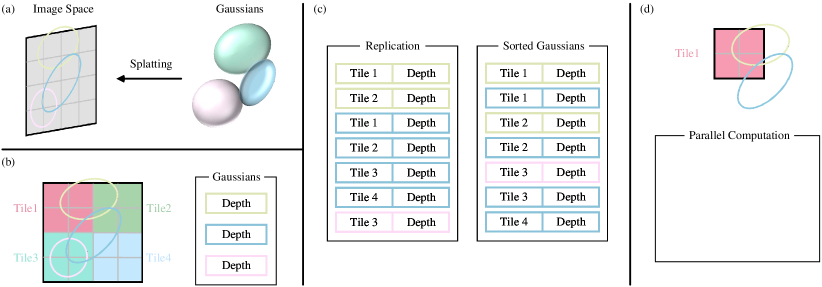 (a)
Image Space
Gaussians
Splatting
(b)
Tile1
Tile2
Tile3
Tile4
Gaussians
Depth
Depth
Depth
(c)
Replication
Tile 1 Depth
Tile 2 Depth
Tile 1 Depth
Tile 2 Depth
Tile 3 Depth
Tile 4 Depth
Tile 3 Depth
Sorted Gaussians
Tile 1 Depth
Tile 1 Depth
Tile 2 Depth
Tile 2 Depth
Tile 3 Depth
Tile 3 Depth
Tile 4 Depth
(d)
Tile1
Parallel Computation